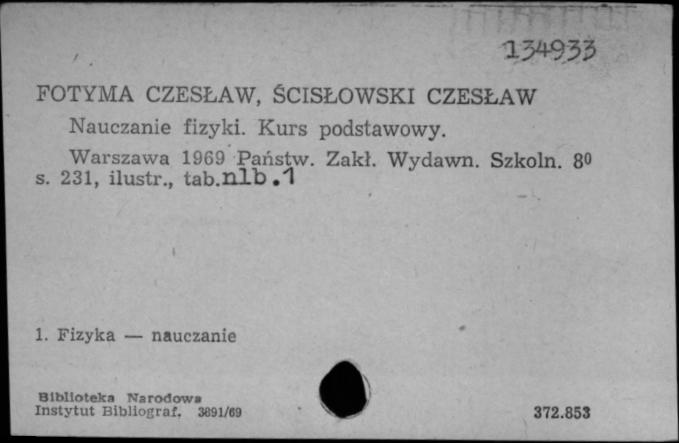 134933
FOTYMA CZESŁAW, ŚCISŁOWSKI CZESŁAW
Nauczanie fizyki. Kurs podstawowy.
Warszawa 1969 Państw. Zakł. Wydawn. Szkoln. 8⁰
s. 231, ilustr., tab.nlb.1
1. Fizyka — nauczanie
Biblioteka Narodowa
Instytut Bibliograf. 3891/69
372.853